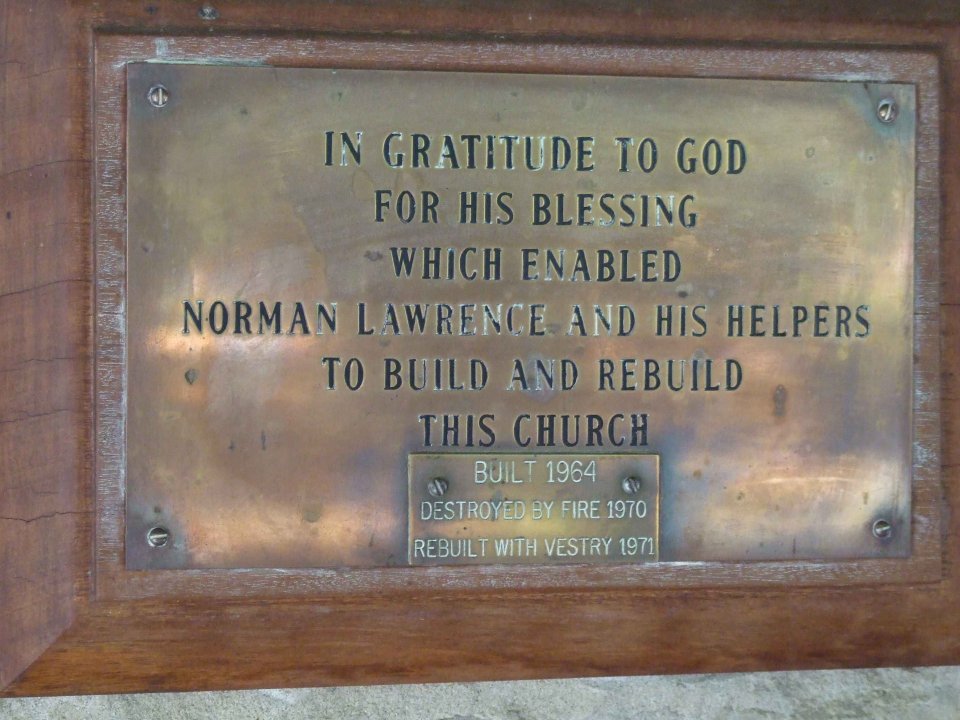 IN GRATITUDE TO GOD
FOR HIS BLESSING
WHICH ENABLED
NORMAN LAWRENCE AND HIS HELPERS
TO BUILD AND REBUILD
THIS CHURCH
BUILT 1964
DESTROYED BY FIRE 1970
REBUILT WITH VESTRY 1971